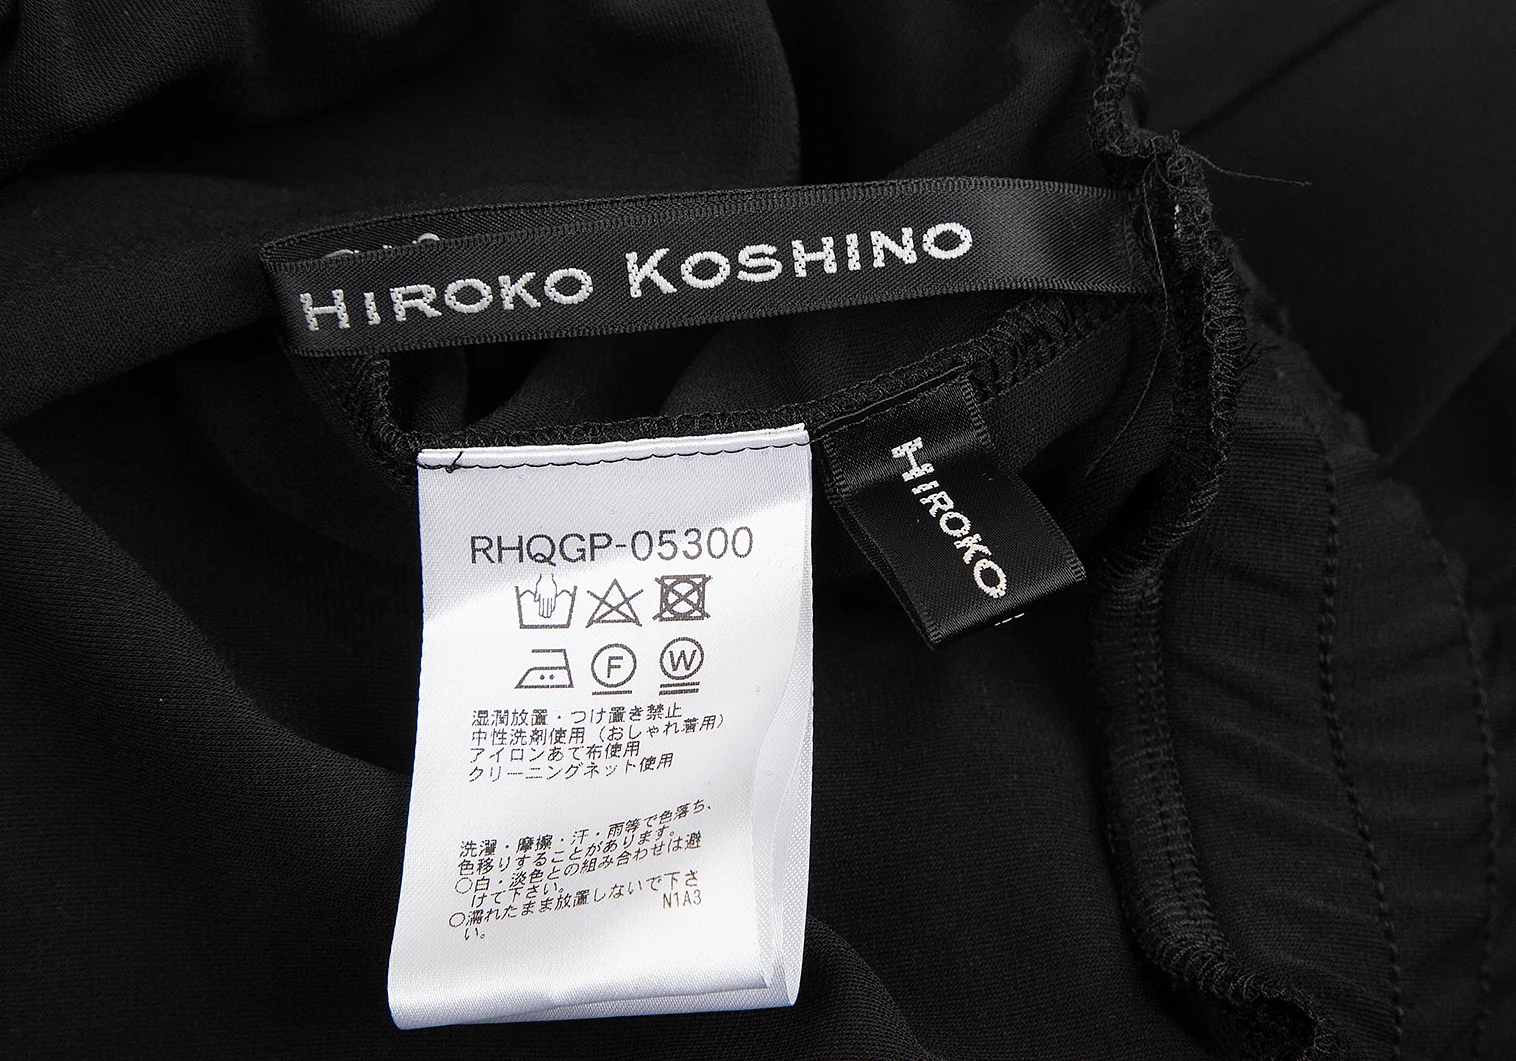 HIROKO KOSHINO
HIROKO
RHQGP-05300
F
W
湿潤放置・つけ置き禁止
中性洗剤使用（おしゃれ着用）
アイロンあて布使用
クリーニングネット使用
洗濯・摩擦・汗・雨等で色落ち、
色移りすることがあります。
○白・淡色との組み合わせは避
けて下さい。
○濡れたまま放置しないで下さ
い。
N1A3